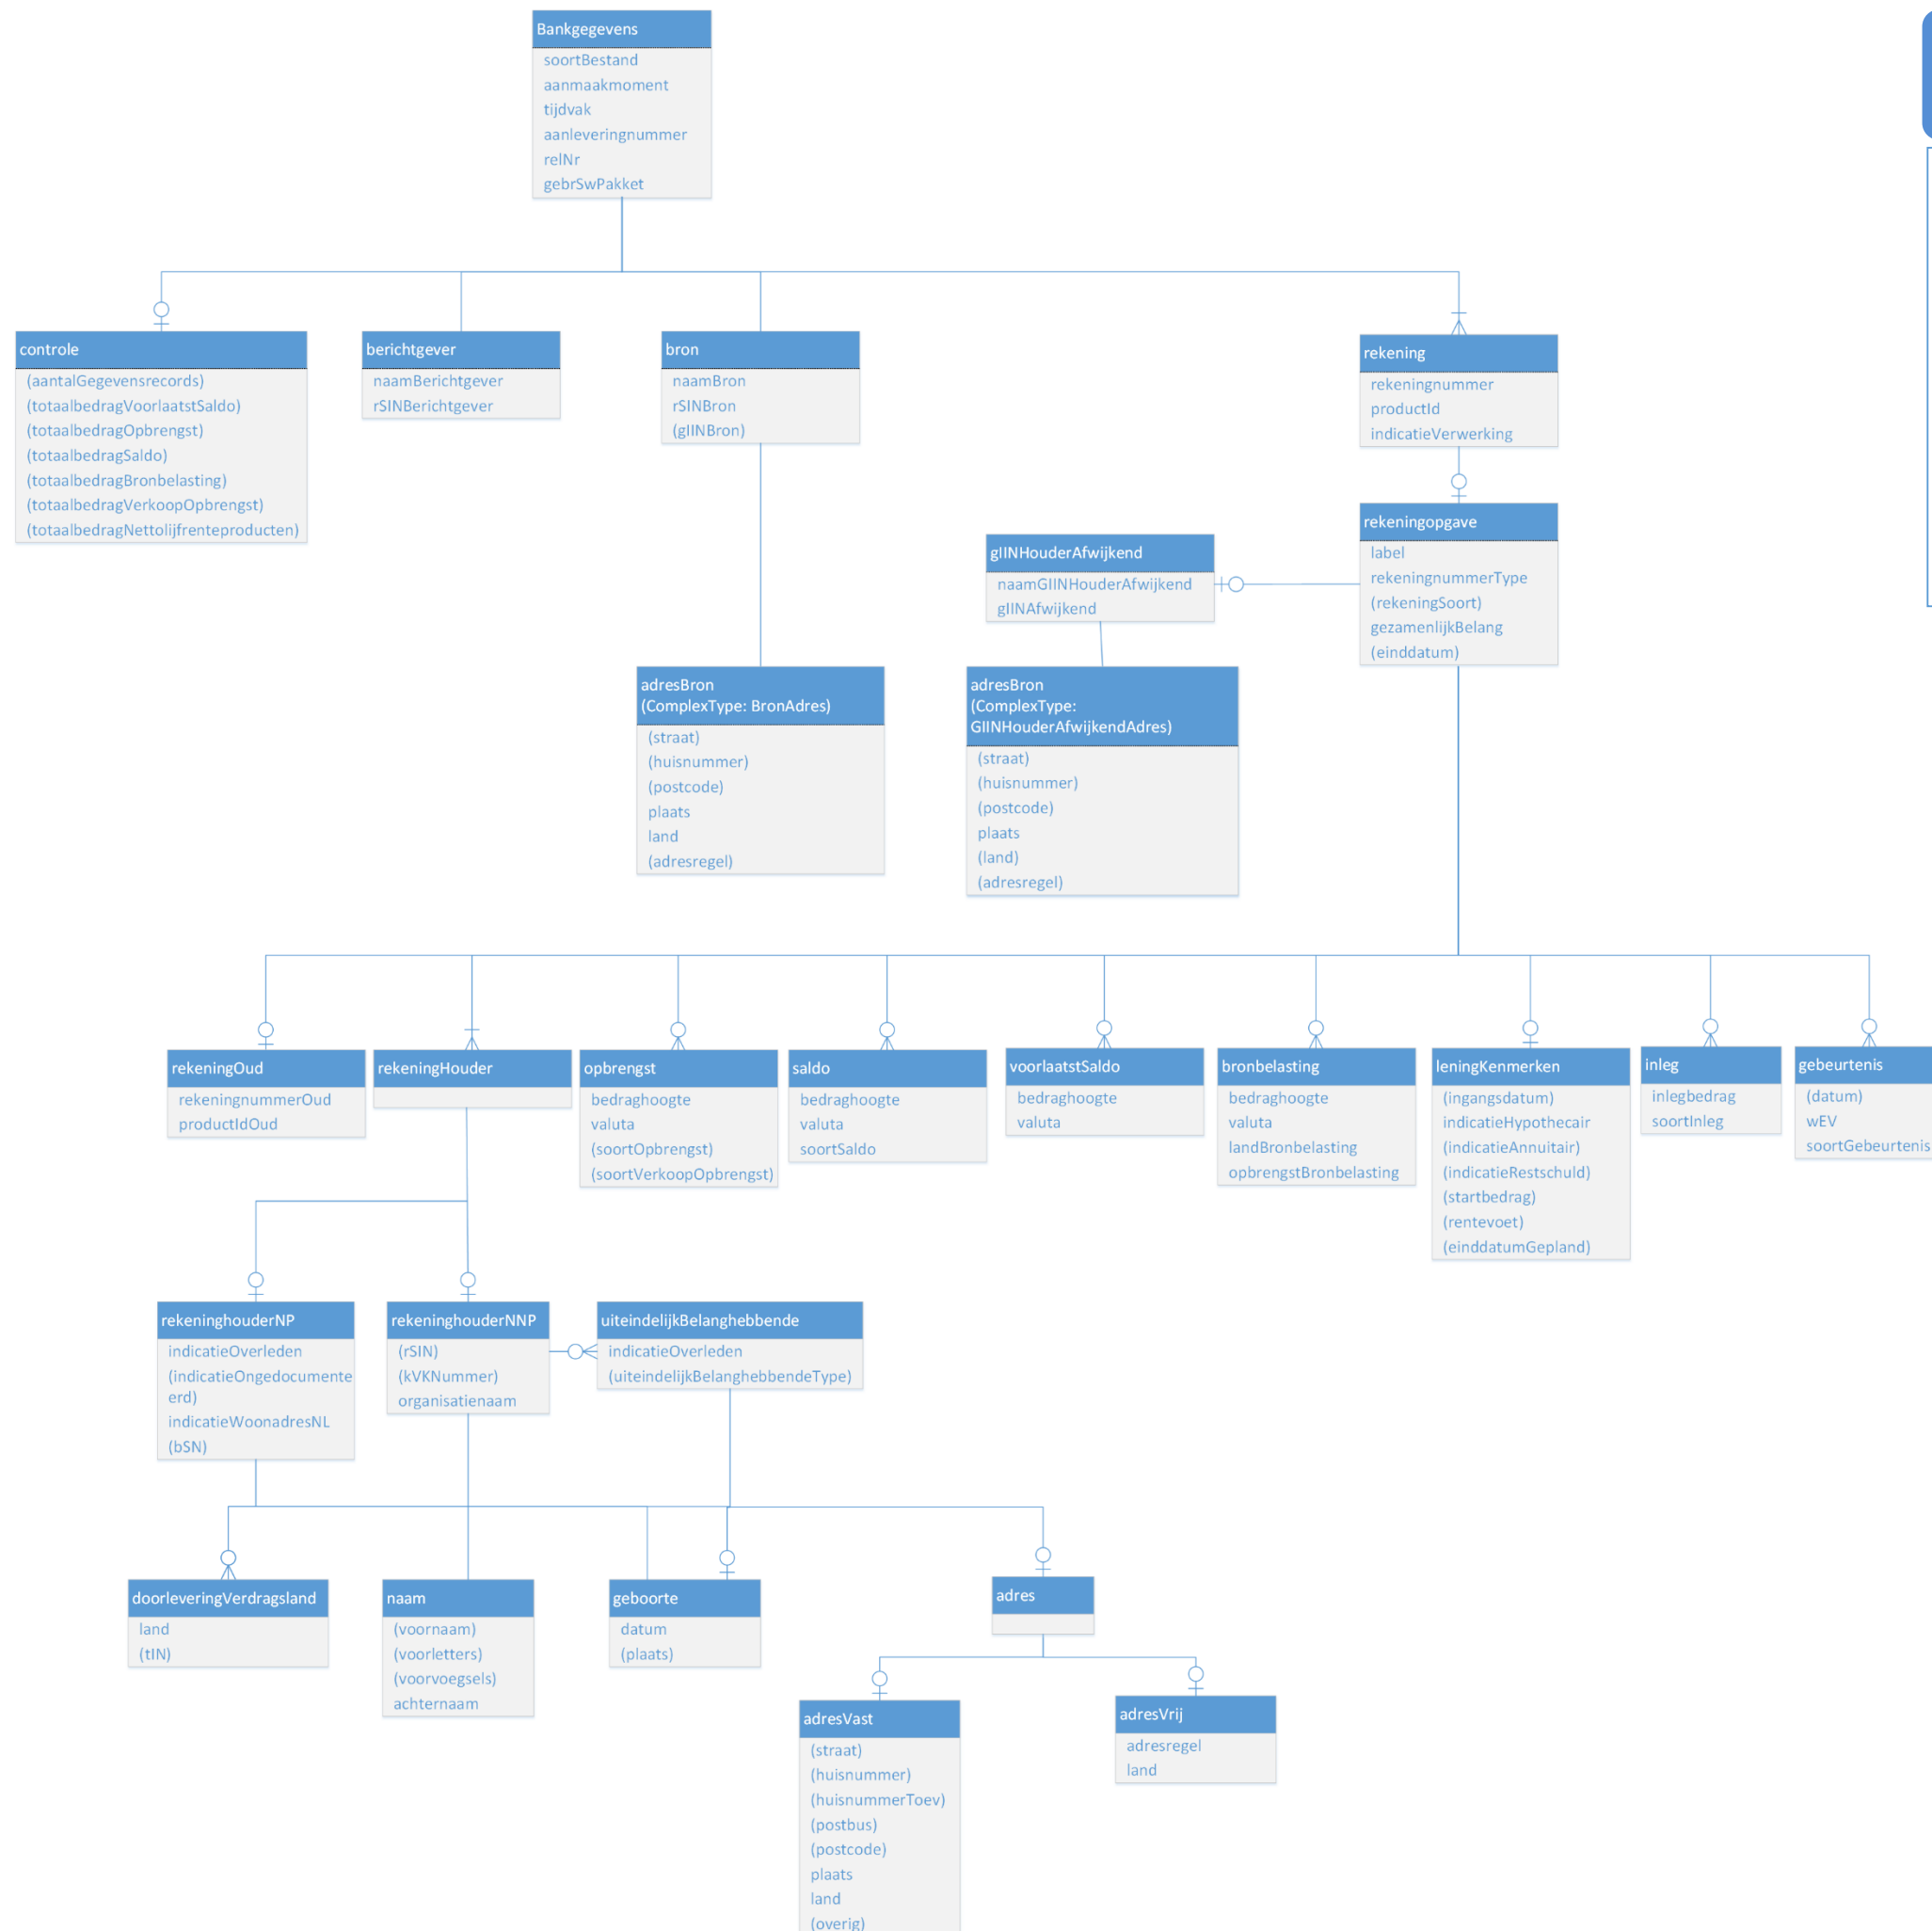 Bankgegevens
soortBestand
aanmaakmoment
tijdvak
aanleveringnummer
relNr
gebrSwPakket
controle
(aantalGegevensrecords)
(totaalbedragVoorlaatstSaldo)
(totaalbedragOpbrengst)
(totaalbedragSaldo)
(totaalbedragBronbelasting)
(totaalbedragVerkoopOpbrengst)
(totaalbedragNettolijfrenteproducten)
berichtgever
naamBerichtgever
rSINBerichtgever
bron
naamBron
rSINBron
(gIINBron)
rekening
rekeningnummer
productId
indicatieVerwerking
rekeningopgave
label
rekeningnummerType
(rekeningSoort)
gezamenlijkBelang
(einddatum)
gIINHouderAfwijkend
naamGIINHouderAfwijkend
gIINAfwijkend
adresBron
(ComplexType: BronAdres)
(straat)
(huisnummer)
(postcode)
plaats
land
(adresregel)
adresBron
(ComplexType:
GIINHouderAfwijkendAdres)
(straat)
(huisnummer)
(postcode)
plaats
(land)
(adresregel)
rekeningOud
rekeningnummerOud
productIdOud
rekeningHouder
opbrengst
bedraghoogte
valuta
(soortOpbrengst)
(soortVerkoopOpbrengst)
saldo
bedraghoogte
valuta
soortSaldo
voorlaatstSaldo
bedraghoogte
valuta
bronbelasting
bedraghoogte
valuta
landBronbelasting
opbrengstBronbelasting
leningKenmerken
(ingangsdatum)
indicatieHypothecair
(indicatieAnnuitair)
(indicatieRestschuld)
(startbedrag)
(rentevoet)
(einddatumGepland)
inleg
inlegbedrag
soortInleg
gebeurtenis
(datum)
wEV
soortGebeurtenis
rekeninghouderNP
indicatieOverleden
(indicatieOngedocumente
erd)
indicatieWoonadresNL
(bSN)
rekeninghouderNNP
(rSIN)
(kVKNummer)
organisatienaam
uiteindelijkBelanghebbende
indicatieOverleden
(uiteindelijkBelanghebbendeType)
doorleveringVerdragsland
land
(tIN)
naam
(voornaam)
(voorletters)
(voorvoegsels)
achternaam
geboorte
datum
(plaats)
adres
adresVast
(straat)
(huisnummer)
(huisnummerToev)
(postbus)
(postcode)
plaats
land
(overig)
adresVrij
adresregel
land